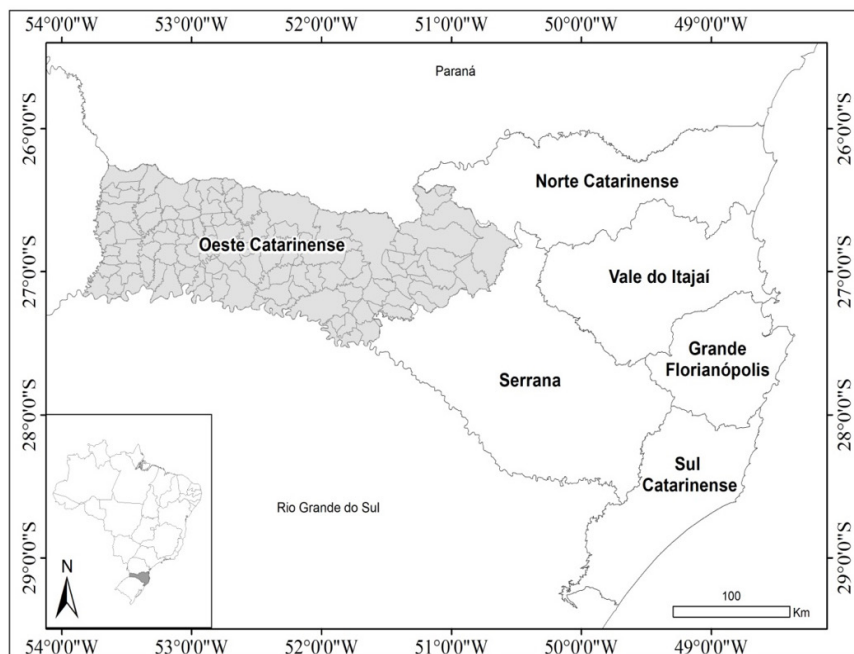 54°0'0"W 53°0'0"W 52°0'0"W 51°0'0"W 50°0'0"W 49°0'0"W
Paraná
26°0'0"S 26°0'0"S
Norte Catarinense
Oeste Catarinense
27°0'0"S Vale do Itajaí 27°0'0"S
Grande
Florianópolis
Serrana
28°0'0"S 28°0'0"S
Sul
Catarinense
Rio Grande do Sul
29°0'0"S 29°0'0"S
N
100
Km
54°0'0"W 53°0'0"W 52°0'0"W 51°0'0"W 50°0'0"W 49°0'0"W